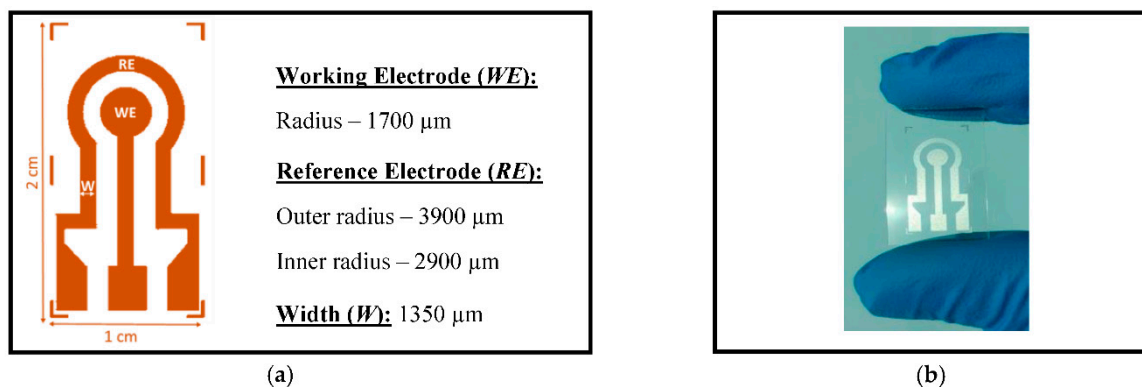 RE
WE
W
2 cm
1 cm
Working Electrode (WE):
Radius – 1700 µm
Reference Electrode (RE):
Outer radius – 3900 µm
Inner radius – 2900 µm
Width (W): 1350 µm
(a)
(b)